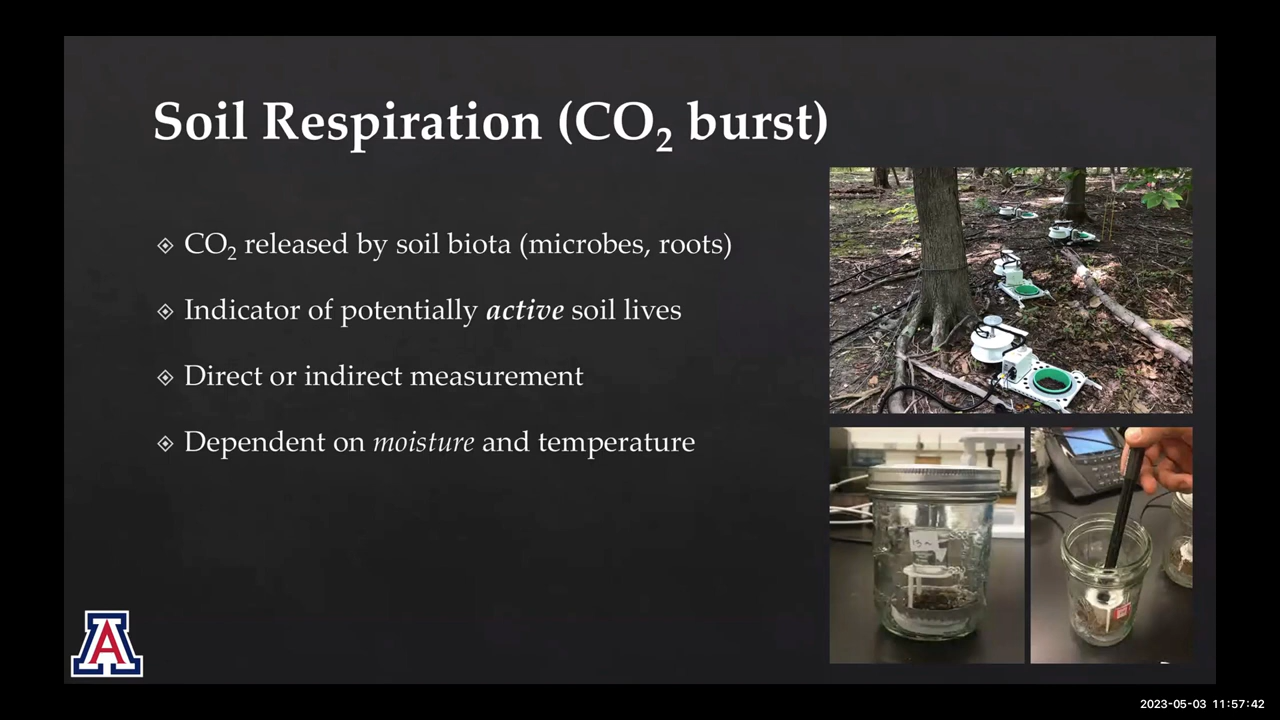 Soil Respiration (CO₂ burst)
CO₂ released by soil biota (microbes, roots)
Indicator of potentially active soil lives
Direct or indirect measurement
Dependent on moisture and temperature
A
2023-05-03 11:57:42